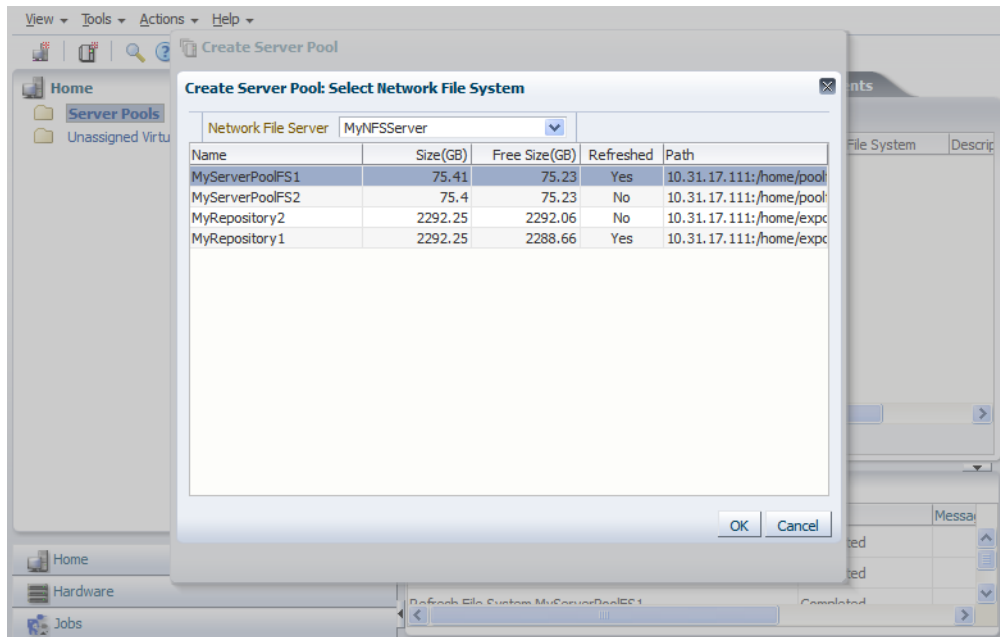 View Tools Actions Help
Create Server Pool
Home
Server Pools
Unassigned Virtu
Create Server Pool: Select Network File System
Network File Server MyNFSServer
Name Size(GB) Free Size(GB) Refreshed Path
MyServerPoolFS1 75.41 75.23 Yes 10.31.17.111:/home/pool
MyServerPoolFS2 75.4 75.23 No 10.31.17.111:/home/pool
MyRepository2 2292.25 2292.06 No 10.31.17.111:/home/expo
MyRepository1 2292.25 2288.66 Yes 10.31.17.111:/home/expo
OK Cancel
ents
File System Descrip
Messa
ted
ted
Refresh File System MyServerPoolFS1 Completed
Home
Hardware
Jobs